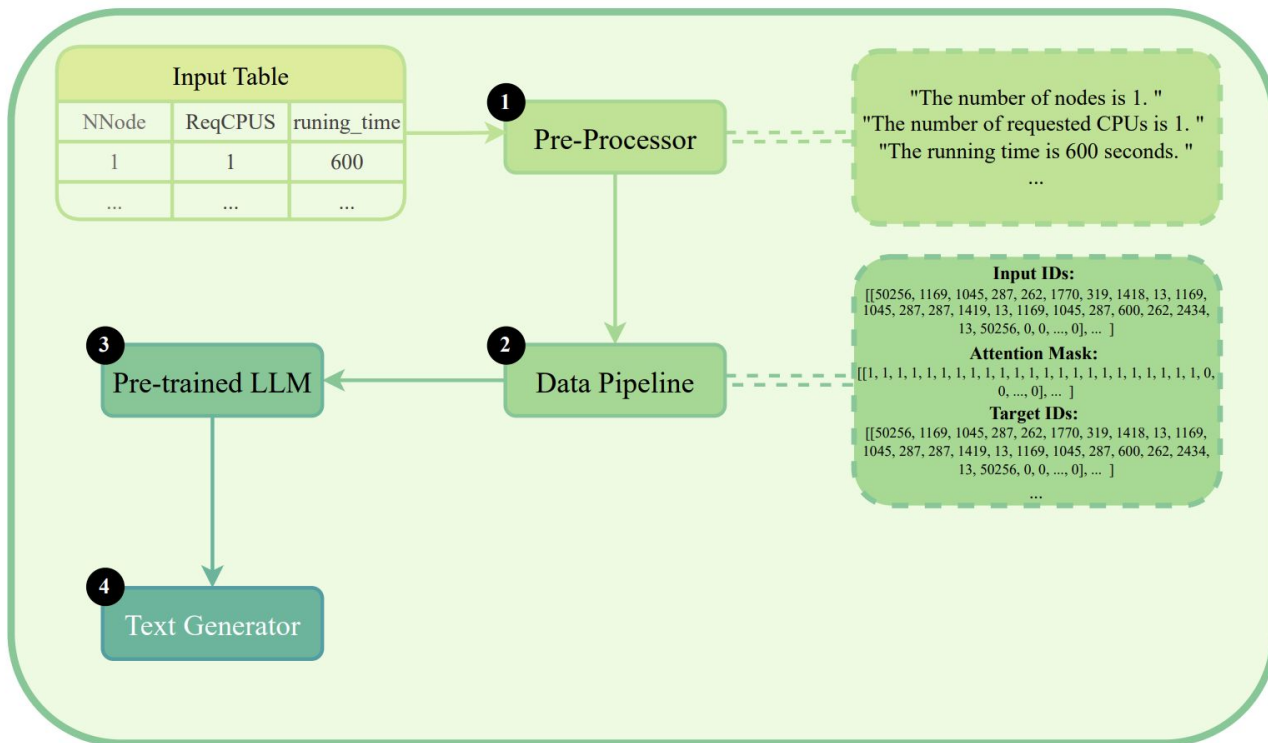 Input Table
NNode ReqCPUS runing_time
1 1 600
... ... ...
1
Pre-Processor
"The number of nodes is 1. "
"The number of requested CPUs is 1. "
"The running time is 600 seconds. "
...
3
Pre-trained LLM
2
Data Pipeline
Input IDs:
[[50256, 1169, 1045, 287, 262, 1770, 319, 1418, 13, 1169,
1045, 287, 287, 1419, 13, 1169, 1045, 287, 600, 262, 2434,
13, 50256, 0, 0, ..., 0], ... ]
Attention Mask:
[[1, 1, 1, 1, 1, 1, 1, 1, 1, 1, 1, 1, 1, 1, 1, 1, 1, 1, 1, 1, 1, 1, 1, 0,
0, ..., 0], ... ]
Target IDs:
[[50256, 1169, 1045, 287, 262, 1770, 319, 1418, 13, 1169,
1045, 287, 287, 1419, 13, 1169, 1045, 287, 600, 262, 2434,
13, 50256, 0, 0, ..., 0], ... ]
...
4
Text Generator